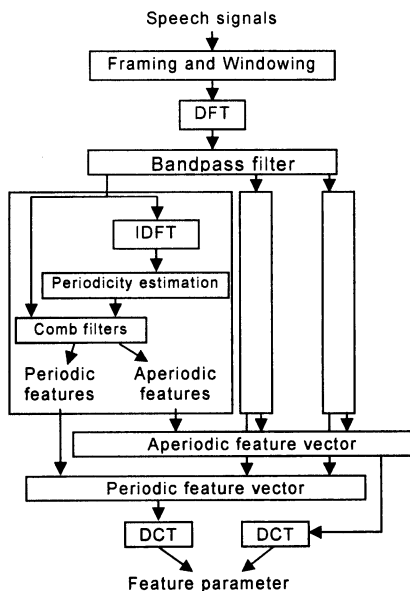 Speech signals
Framing and Windowing
DFT
Bandpass filter
IDFT
Periodicity estimation
Comb filters
Periodic
features
Aperiodic
features
Aperiodic feature vector
Periodic feature vector
DCT
DCT
Feature parameter